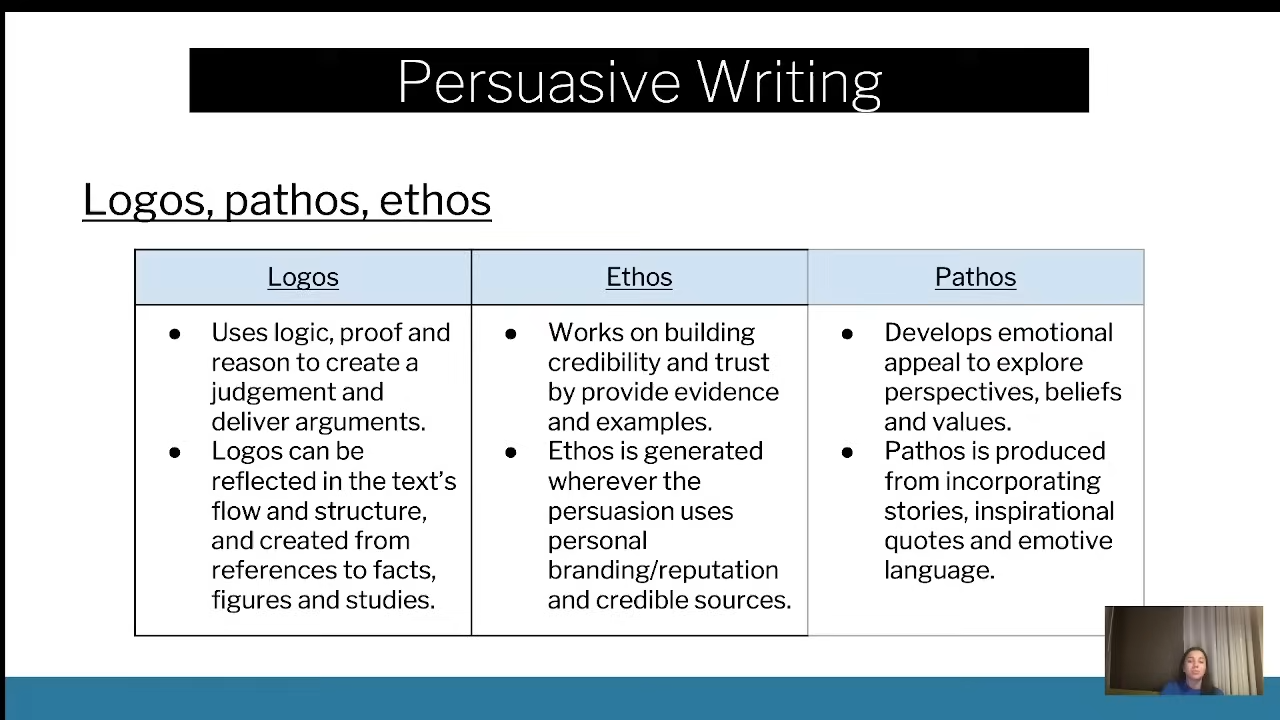 Persuasive Writing
Logos, pathos, ethos
Logos
Uses logic, proof and
reason to create a
judgement and
deliver arguments.
Logos can be
reflected in the text's
flow and structure,
and created from
references to facts,
figures and studies.
Ethos
Works on building
credibility and trust
by provide evidence
and examples.
Ethos is generated
wherever the
persuasion uses
personal
branding/reputation
and credible sources.
Pathos
Develops emotional
appeal to explore
perspectives, beliefs
and values.
Pathos is produced
from incorporating
stories, inspirational
quotes and emotive
language.